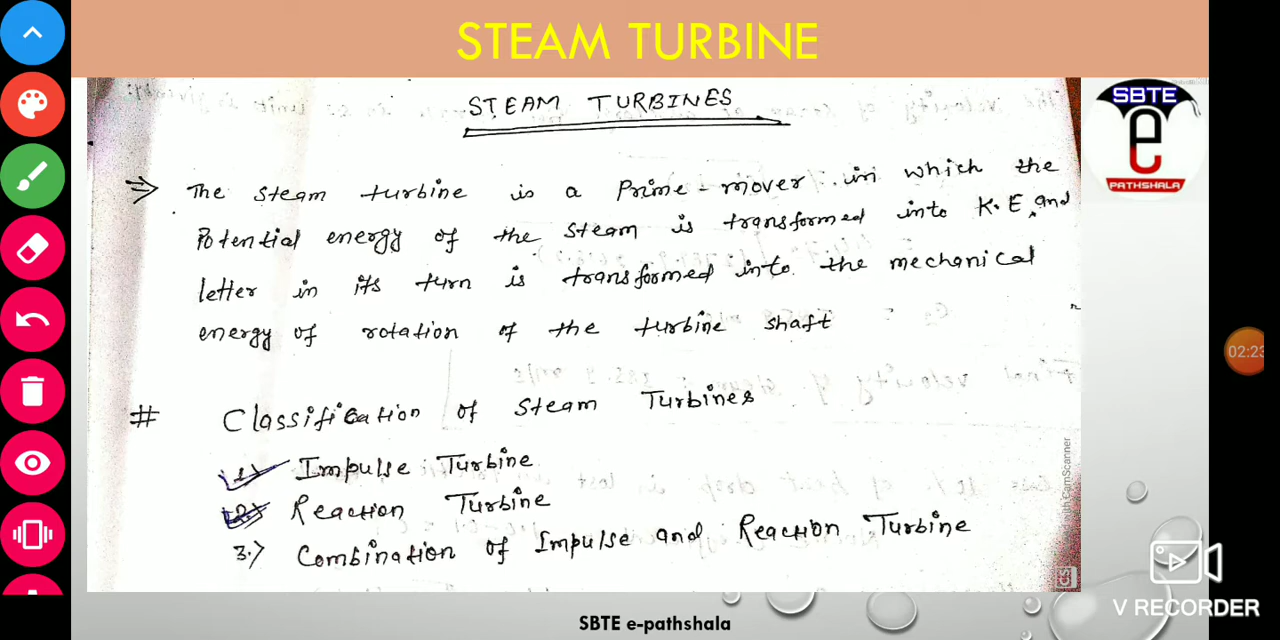 STEAM TURBINE
STEAM TURBINES
The steam turbine is a Prime-mover in which the
Potential energy of the steam is transformed into K.E. and
letter in its turn is transformed into the mechanical
energy of rotation of the turbine shaft
# Classification of Steam Turbines
1.) Impulse Turbine
2.) Reaction Turbine
3.) Combination of Impulse and Reaction Turbine
SBTE
e
PATHSHALA
02:23
CamScanner
CS
V RECORDER
SBTE e-pathshala